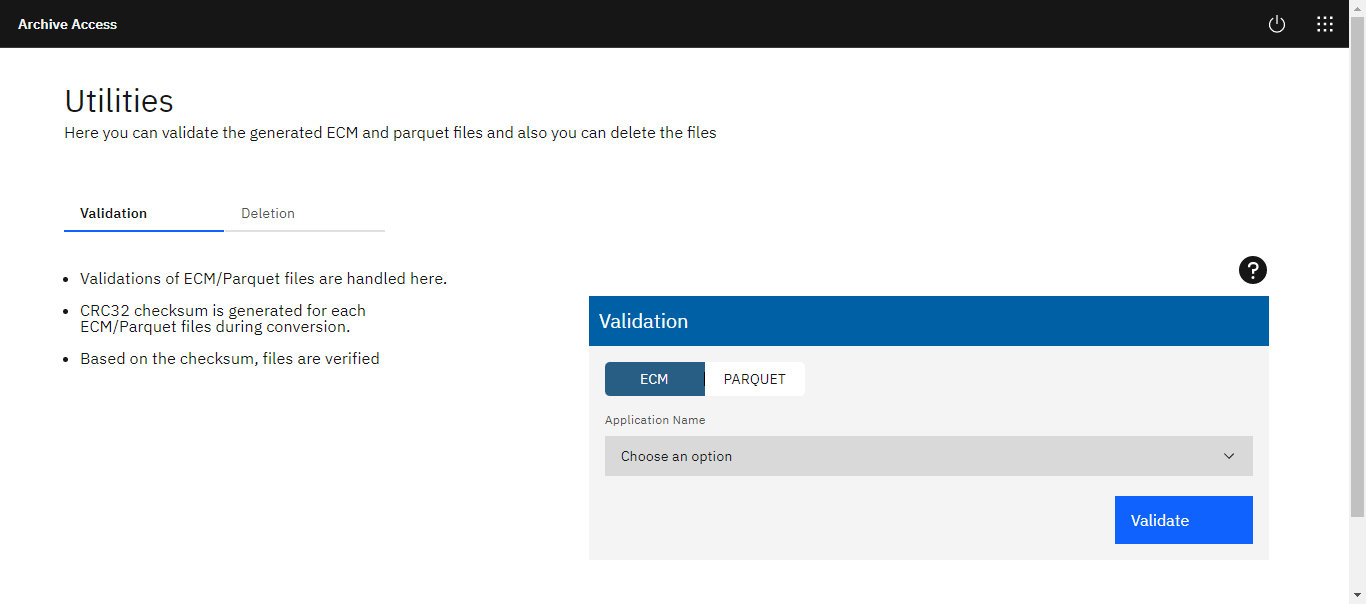 Archive Access
Utilities
Here you can validate the generated ECM and parquet files and also you can delete the files
Validation
Deletion
Validations of ECM/Parquet files are handled here.
CRC32 checksum is generated for each
ECM/Parquet files during conversion.
Based on the checksum, files are verified
?
Validation
ECM
PARQUET
Application Name
Choose an option
Validate